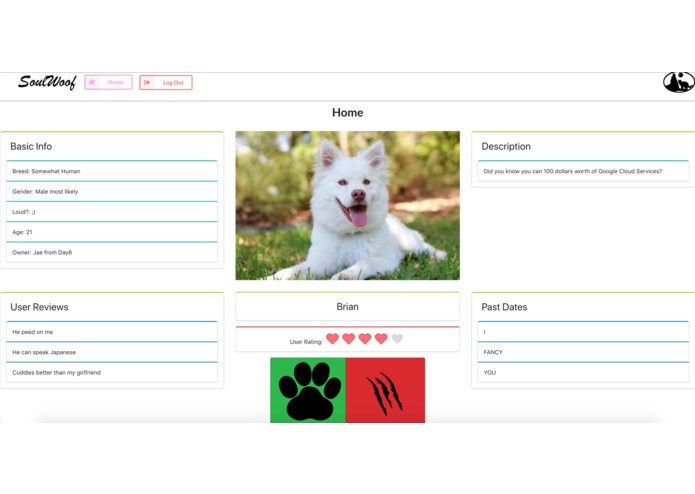 SoulWoof
Home
Log Out
Home
Basic Info
Breed: Somewhat Human
Gender: Male most likely
Loud?: ;)
Age: 21
Owner: Jae from Day6
Description
Did you know you can 100 dollars worth of Google Cloud Services?
User Reviews
He peed on me
He can speak Japanese
Cuddles better than my girlfriend
Brian
User Rating:
Past Dates
I
FANCY
YOU